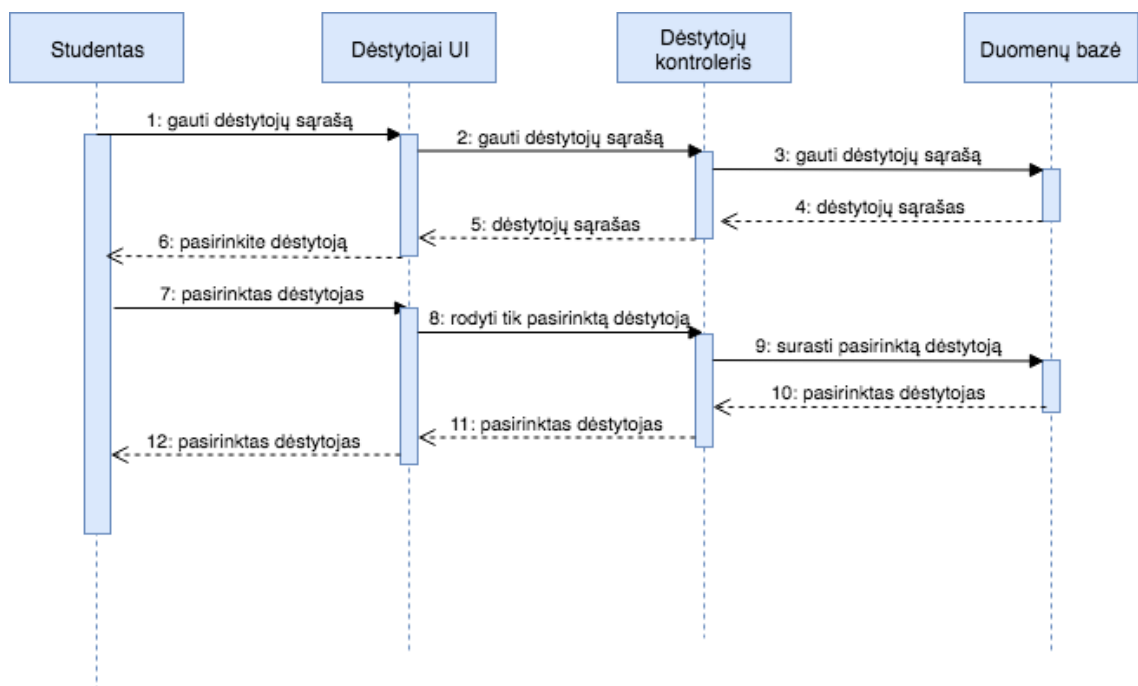 Studentas
Dėstytojai UI
Dėstytojų
kontroleris
Duomenų bazė
1: gauti dėstytojų sąrašą
2: gauti dėstytojų sąrašą
3: gauti dėstytojų sąrašą
4: dėstytojų sąrašas
5: dėstytojų sąrašas
6: pasirinkite dėstytoją
7: pasirinktas dėstytojas
8: rodyti tik pasirinktą dėstytoją
9: surasti pasirinktą dėstytoją
10: pasirinktas dėstytojas
11: pasirinktas dėstytojas
12: pasirinktas dėstytojas